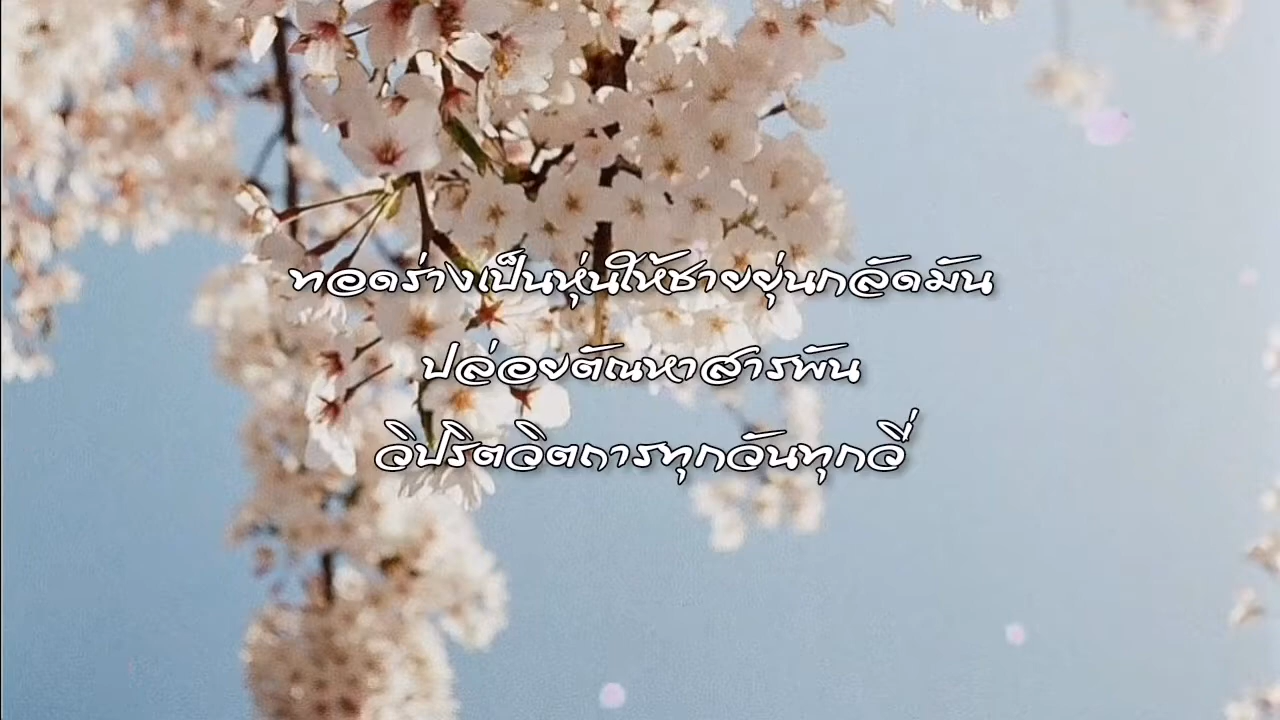 ทอดร่างเป็นหุ่นให้ชายยุ่นกลัดมัน
ปล่อยตัณหาสารพัน
วิปริตวิตถารทุกวันทุกวี่